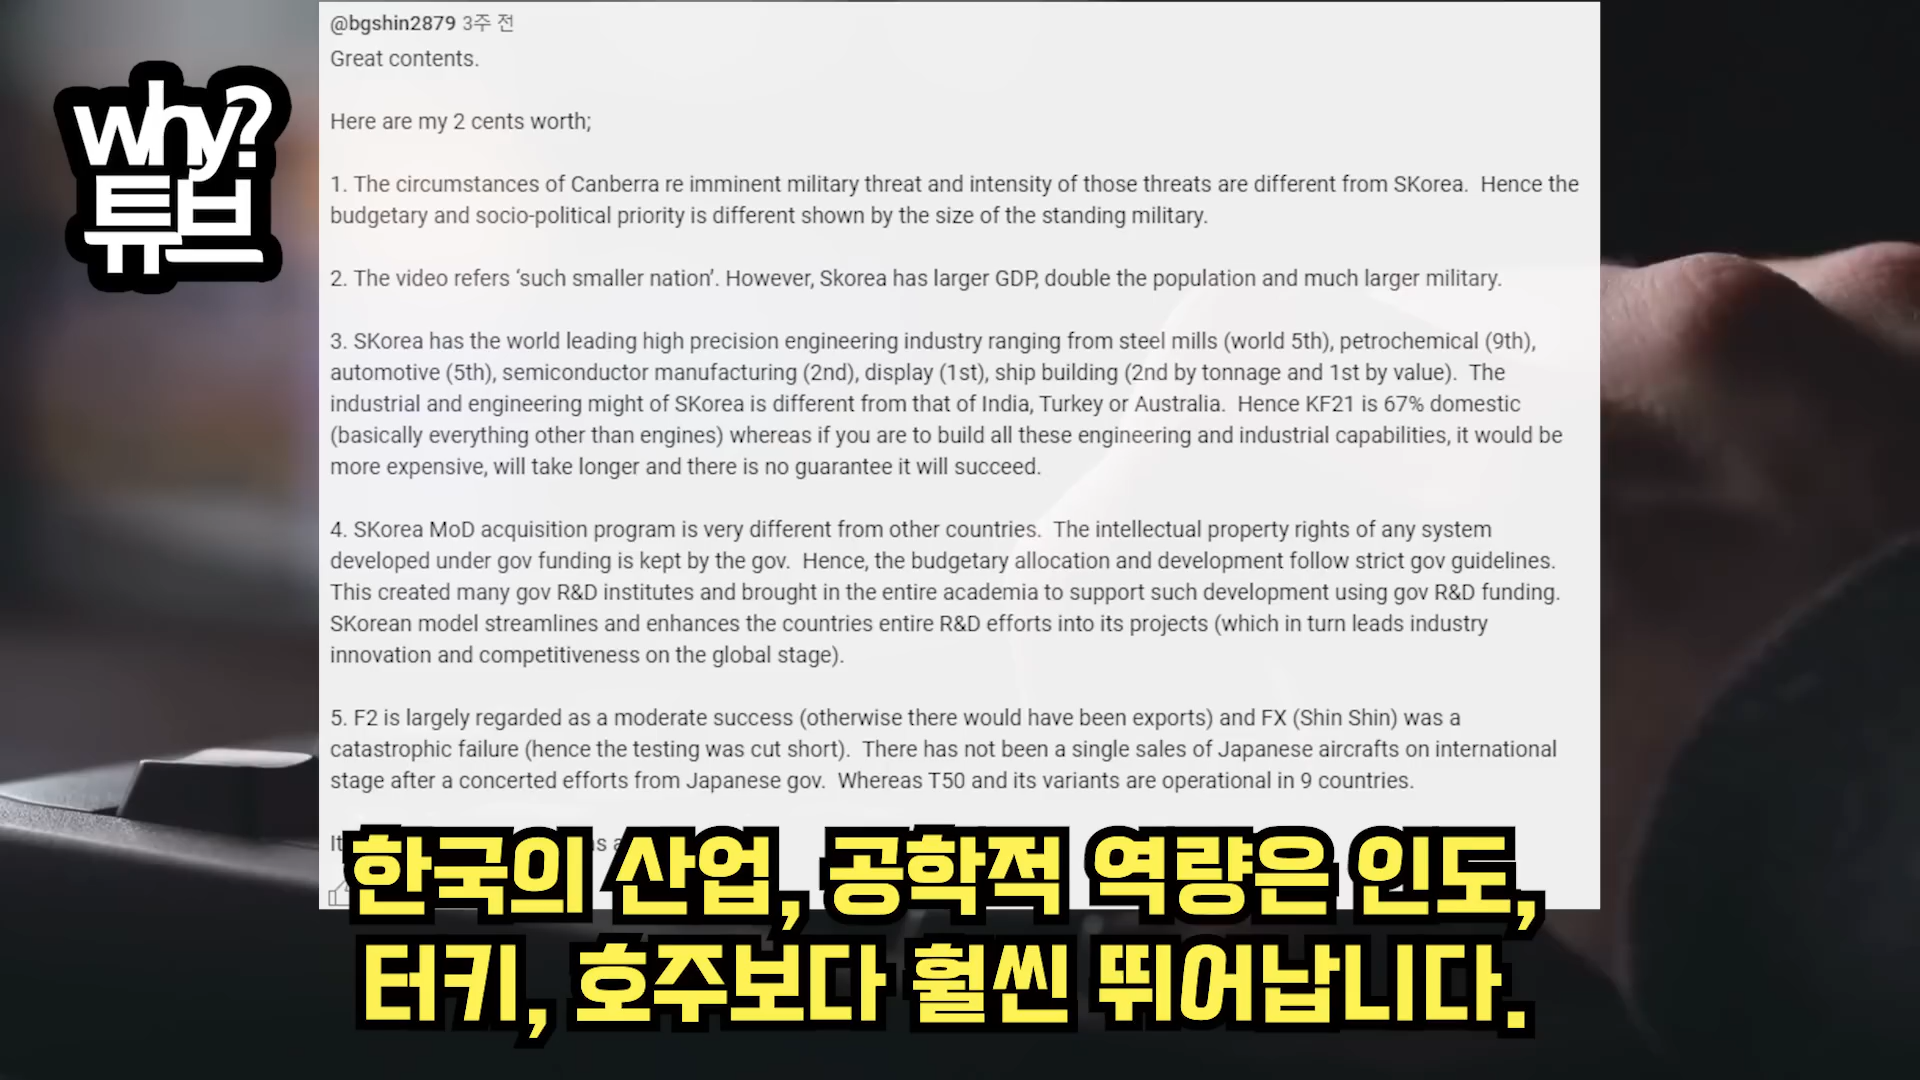 @bgshin2879 3주 전
Great contents.
why?
튜브
Here are my 2 cents worth;
1. The circumstances of Canberra re imminent military threat and intensity of those threats are different from SKorea.  Hence the
budgetary and socio-political priority is different shown by the size of the standing military.
2. The video refers ‘such smaller nation’. However, Skorea has larger GDP, double the population and much larger military.
3. SKorea has the world leading high precision engineering industry ranging from steel mills (world 5th), petrochemical (9th),
automotive (5th), semiconductor manufacturing (2nd), display (1st), ship building (2nd by tonnage and 1st by value).  The
industrial and engineering might of SKorea is different from that of India, Turkey or Australia.  Hence KF21 is 67% domestic
(basically everything other than engines) whereas if you are to build all these engineering and industrial capabilities, it would be
more expensive, will take longer and there is no guarantee it will succeed.
4. SKorea MoD acquisition program is very different from other countries.  The intellectual property rights of any system
developed under gov funding is kept by the gov.  Hence, the budgetary allocation and development follow strict gov guidelines.
This created many gov R&D institutes and brought in the entire academia to support such development using gov R&D funding.
SKorean model streamlines and enhances the countries entire R&D efforts into its projects (which in turn leads industry
innovation and competitiveness on the global stage).
5. F2 is largely regarded as a moderate success (otherwise there would have been exports) and FX (Shin Shin) was a
catastrophic failure (hence the testing was cut short).  There has not been a single sales of Japanese aircrafts on international
stage after a concerted efforts from Japanese gov.  Whereas T50 and its variants are operational in 9 countries.
한국의 산업, 공학적 역량은 인도,
터키, 호주보다 훨씬 뛰어납니다.